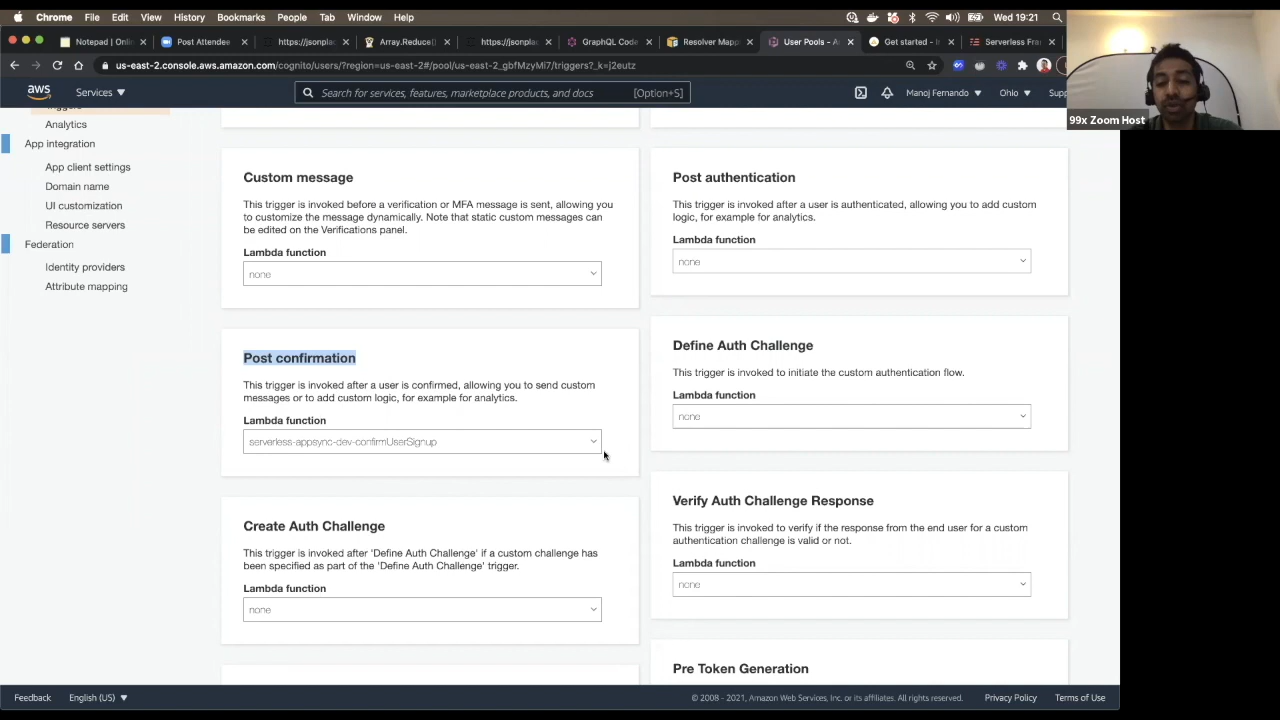 Chrome File Edit View History Bookmarks People Tab Window Help
Wed 19:21
Notepad | Onli
Post Attendee
https://jsonplac
Array.Reduce(
https://jsonplac
GraphQL Code
Resolver Mapp
User Pools - A
Get started - I
Serverless Fra
us-east-2.console.aws.amazon.com/cognito/users/?region=us-east-2#/pool/us-east-2_gbfMzyMi7/triggers?_k=j2eutz
aws Services
Search for services, features, marketplace products, and docs [Option+S]
Manoj Fernando Ohio Supp
99x Zoom Host
Triggers
Analytics
App integration
App client settings
Domain name
UI customization
Resource servers
Federation
Identity providers
Attribute mapping
Custom message
This trigger is invoked before a verification or MFA message is sent, allowing you
to customize the message dynamically. Note that static custom messages can
be edited on the Verifications panel.
Lambda function
none
Post authentication
This trigger is invoked after a user is authenticated, allowing you to add custom
logic, for example for analytics.
Lambda function
none
Post confirmation
This trigger is invoked after a user is confirmed, allowing you to send custom
messages or to add custom logic, for example for analytics.
Lambda function
serverless-appsync-dev-confirmUserSignup
Define Auth Challenge
This trigger is invoked to initiate the custom authentication flow.
Lambda function
none
Create Auth Challenge
This trigger is invoked after 'Define Auth Challenge' if a custom challenge has
been specified as part of the 'Define Auth Challenge' trigger.
Lambda function
none
Verify Auth Challenge Response
This trigger is invoked to verify if the response from the end user for a custom
authentication challenge is valid or not.
Lambda function
none
Pre Token Generation
Feedback English (US)
© 2008 - 2021, Amazon Web Services, Inc. or its affiliates. All rights reserved. Privacy Policy Terms of Use